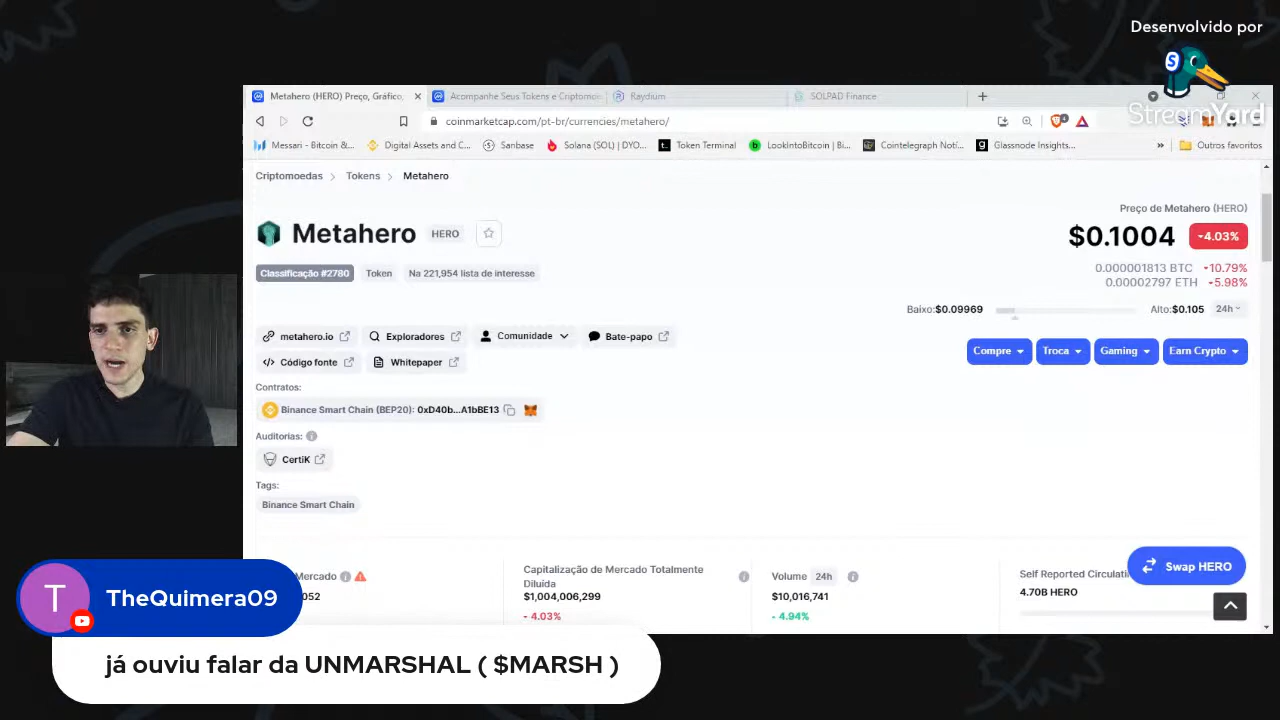 Desenvolvido por
StreamYard
Metahero (HERO) Preço, Gráfico,
Acompanhe Seus Tokens e Criptomo
Raydium
SOLPAD Finance
coinmarketcap.com/pt-br/currencies/metahero/
Messari - Bitcoin &...
Digital Assets and C...
Sanbase
Solana (SOL) | DYO...
Token Terminal
LookIntoBitcoin | Bi...
Cointelegraph Notí...
Glassnode Insights...
»
Outros favoritos
Criptomoedas > Tokens > Metahero
Metahero HERO
Preço de Metahero (HERO)
$0.1004 -4.03%
Classificação #2780 Token Na 221,954 lista de interesse
0.000001813 BTC -10.79%
0.00002797 ETH -5.98%
Baixo:$0.09969 Alto:$0.105 24h
metahero.io Exploradores Comunidade Bate-papo
Código fonte Whitepaper
Compre Troca Gaming Earn Crypto
Contratos:
Binance Smart Chain (BEP20): 0xD40b...A1bBE13
Auditorias:
CertiK
Tags:
Binance Smart Chain
Mercado
052
Capitalização de Mercado Totalmente
Diluída
$1,004,006,299
- 4.03%
Volume 24h
$10,016,741
- 4.94%
Self Reported Circulati
4.70B HERO
Swap HERO
T
TheQuimera09
já ouviu falar da UNMARSHAL ( $MARSH )